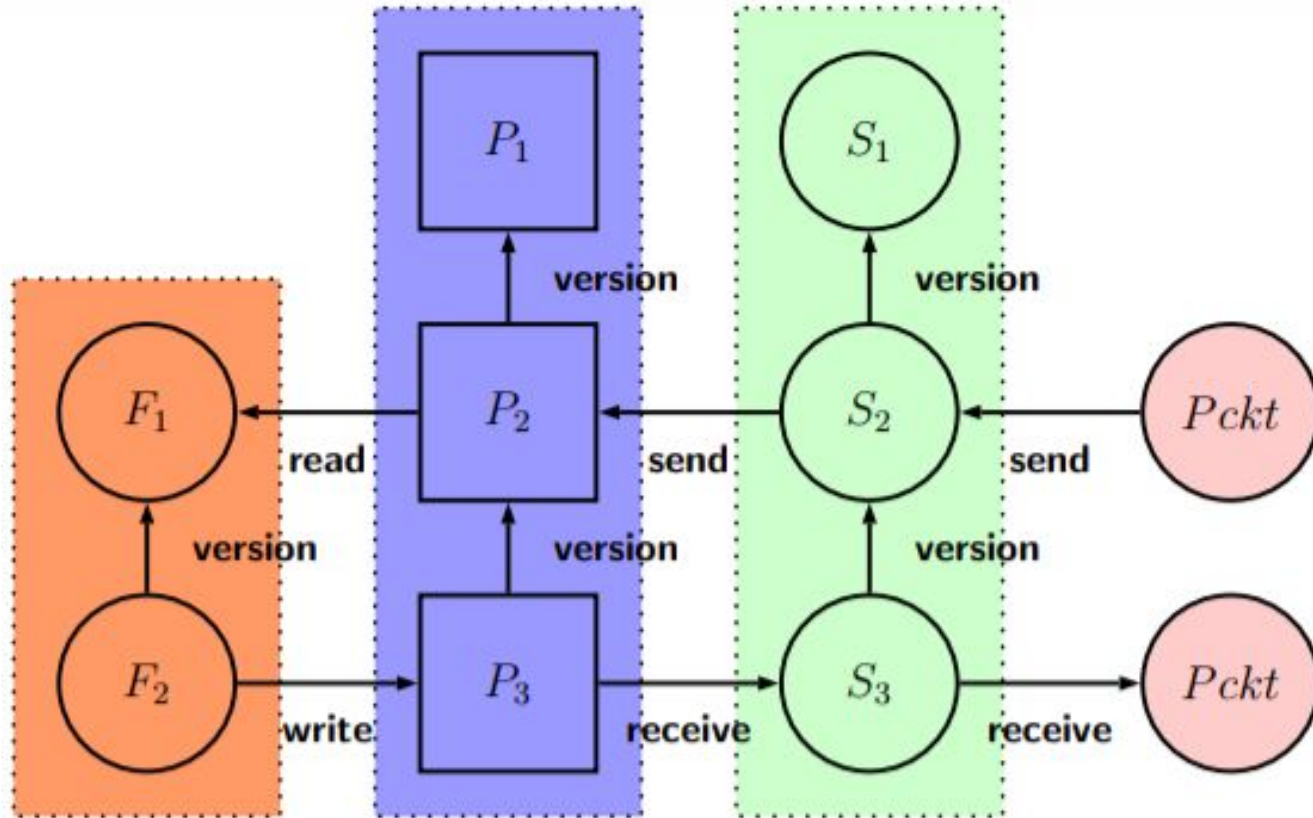 P₁ S₁
version version
F₁ P₂ S₂ Pckt
read send send
version version version
F₂ P₃ S₃ Pckt
write receive receive